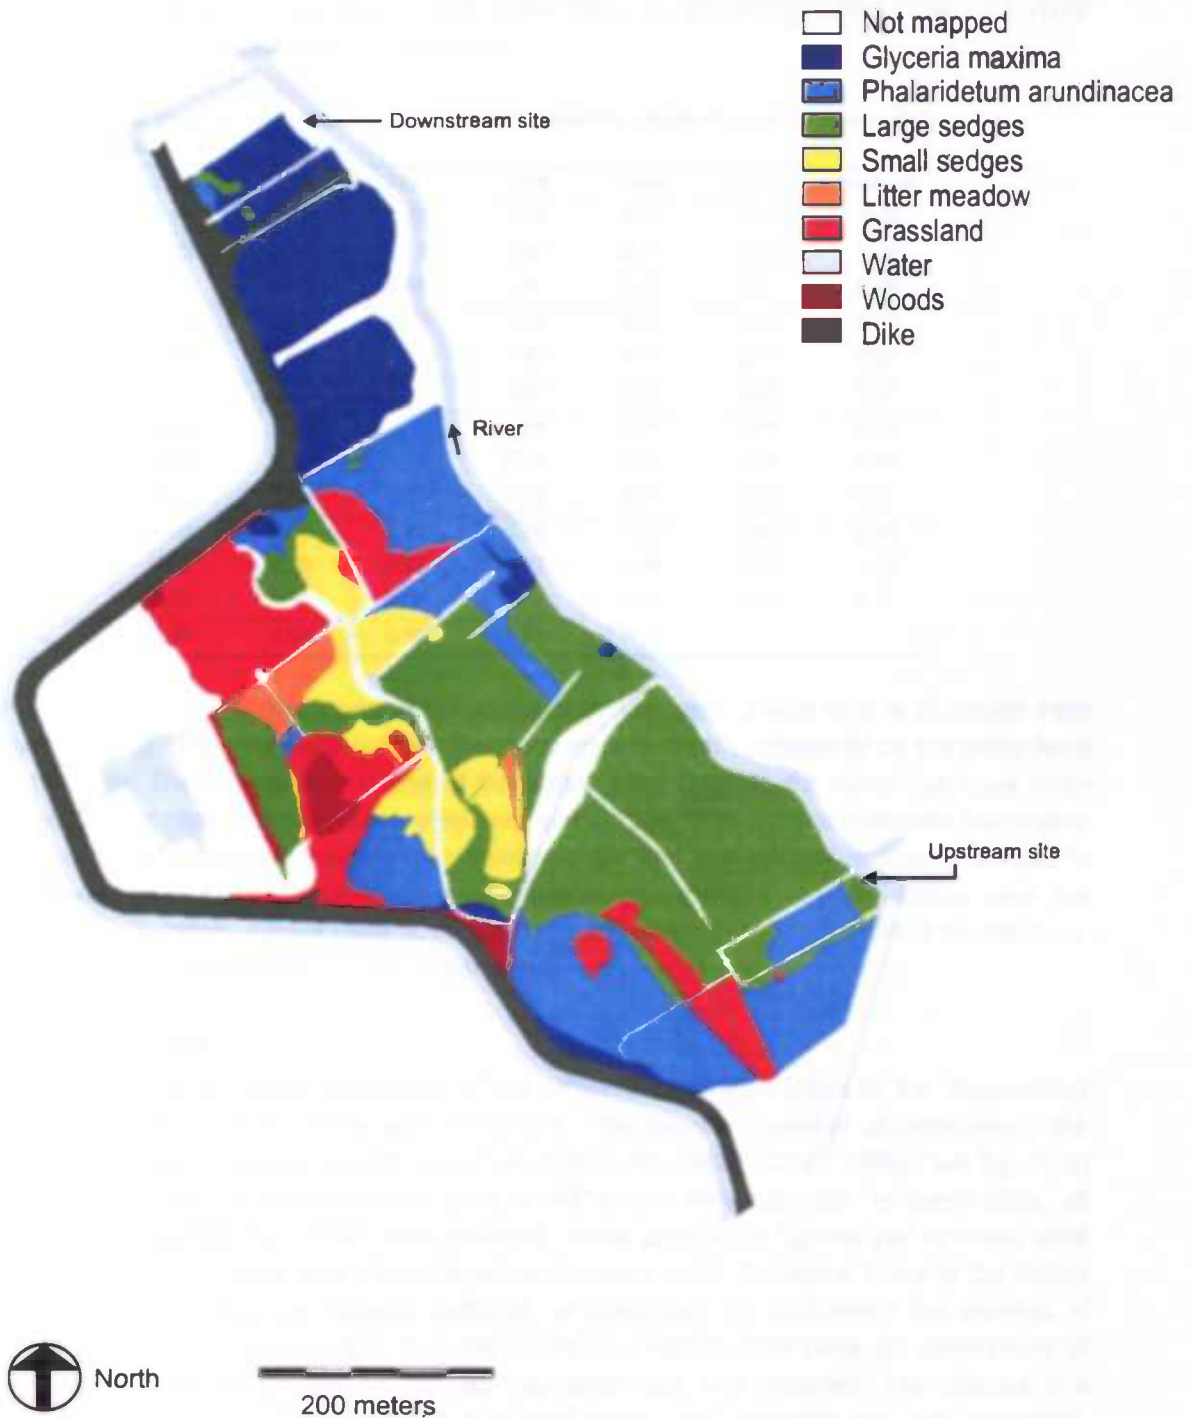 Not mapped
Glyceria maxima
Phalaridetum arundinacea
Large sedges
Small sedges
Litter meadow
Grassland
Water
Woods
Dike
Downstream site
River
Upstream site
North
200 meters